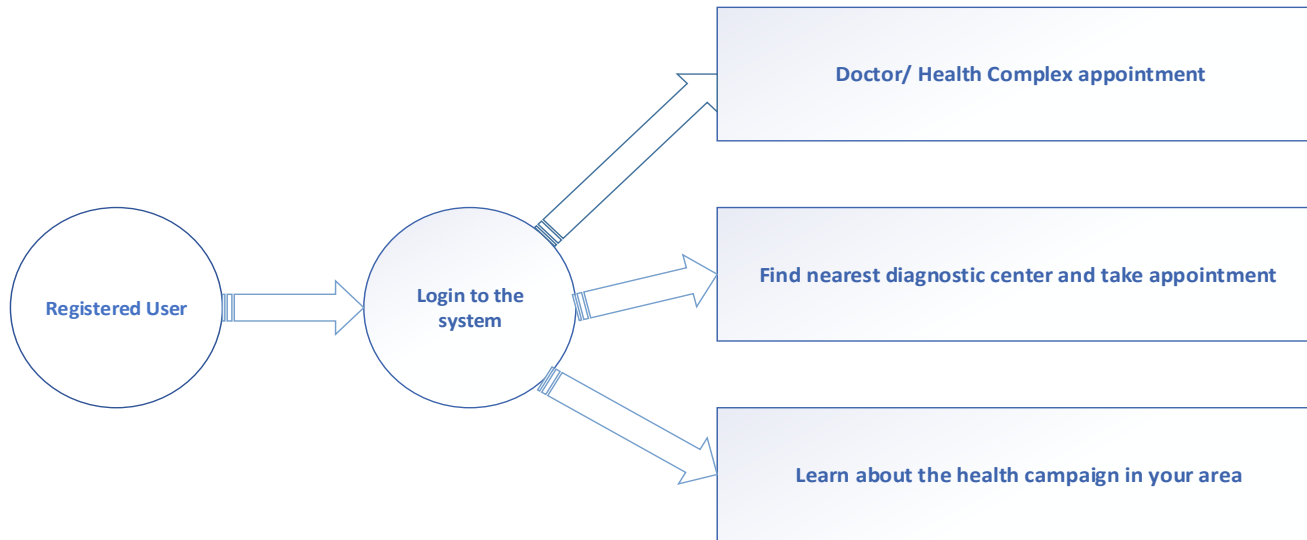 Doctor/ Health Complex appointment
Registered User
Login to the
system
Find nearest diagnostic center and take appointment
Learn about the health campaign in your area